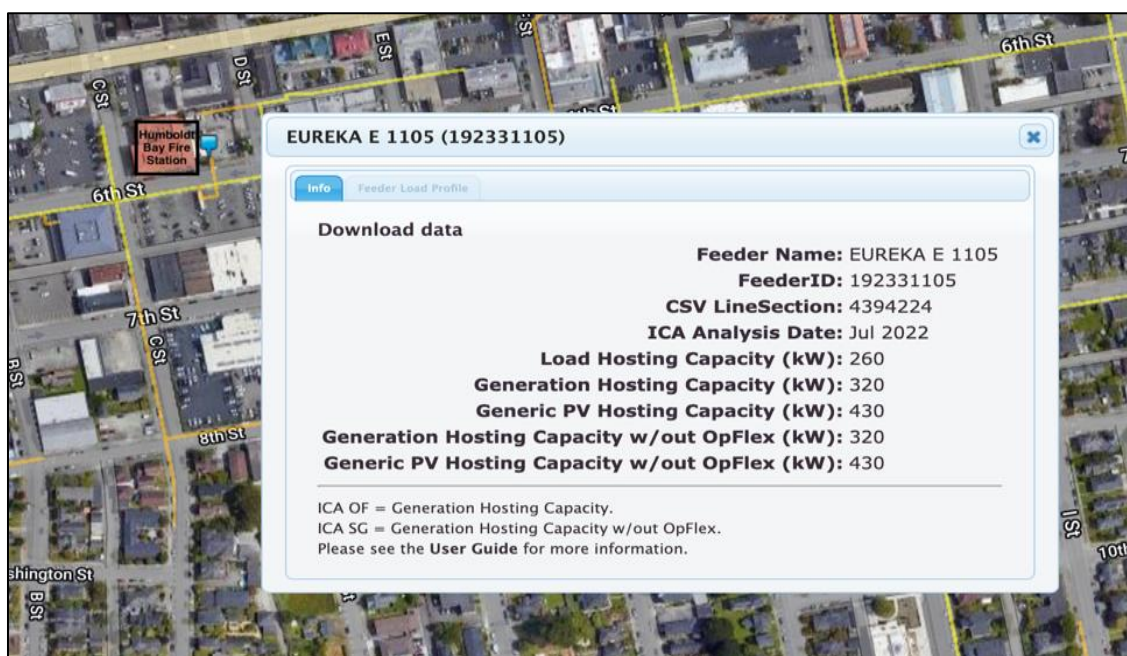 E St
St
6th St
D St
C St
Humboldt
Bay Fire
Station
6th St
7th St
C St
B St
8th St
shington St
B St
I St
10th
EUREKA E 1105 (192331105)
Info
Feeder Load Profile
Download data
Feeder Name: EUREKA E 1105
FeederID: 192331105
CSV LineSection: 4394224
ICA Analysis Date: Jul 2022
Load Hosting Capacity (kW): 260
Generation Hosting Capacity (kW): 320
Generic PV Hosting Capacity (kW): 430
Generation Hosting Capacity w/out OpFlex (kW): 320
Generic PV Hosting Capacity w/out OpFlex (kW): 430
ICA OF = Generation Hosting Capacity.
ICA SG = Generation Hosting Capacity w/out OpFlex.
Please see the User Guide for more information.